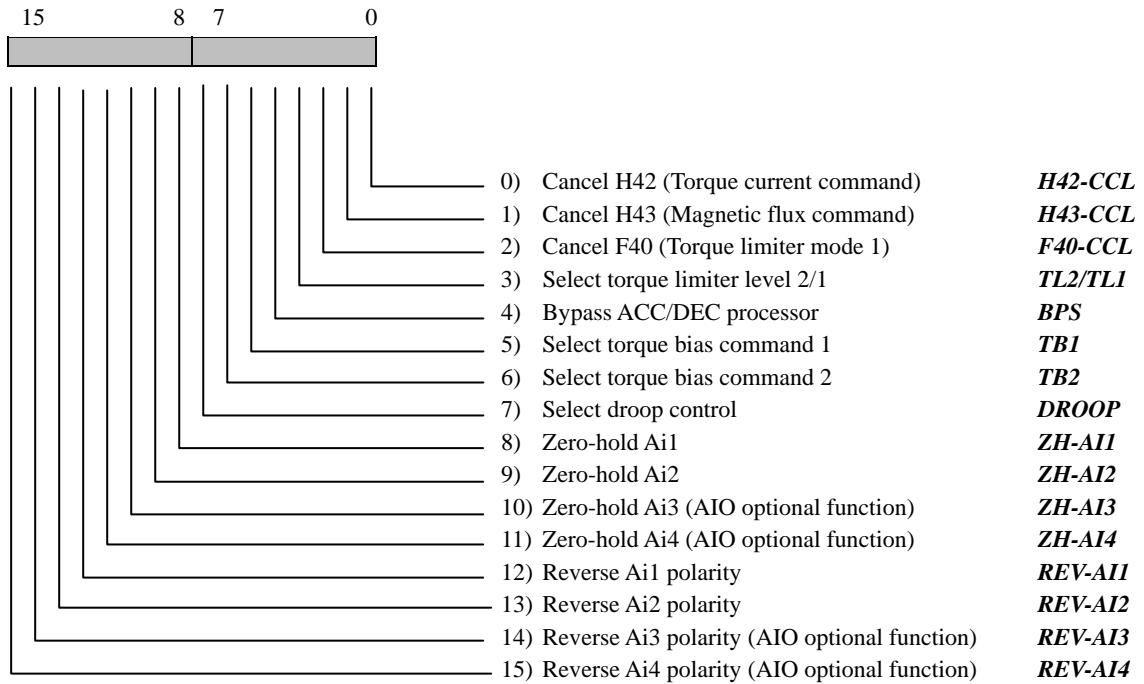 15 8 7 0
0) Cancel H42 (Torque current command) H42-CCL
1) Cancel H43 (Magnetic flux command) H43-CCL
2) Cancel F40 (Torque limiter mode 1) F40-CCL
3) Select torque limiter level 2/1 TL2/TL1
4) Bypass ACC/DEC processor BPS
5) Select torque bias command 1 TB1
6) Select torque bias command 2 TB2
7) Select droop control DROOP
8) Zero-hold Ai1 ZH-AI1
9) Zero-hold Ai2 ZH-AI2
10) Zero-hold Ai3 (AIO optional function) ZH-AI3
11) Zero-hold Ai4 (AIO optional function) ZH-AI4
12) Reverse Ai1 polarity REV-AI1
13) Reverse Ai2 polarity REV-AI2
14) Reverse Ai3 polarity (AIO optional function) REV-AI3
15) Reverse Ai4 polarity (AIO optional function) REV-AI4